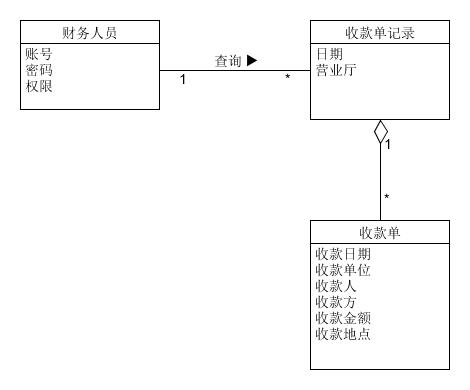 财务人员
账号
密码
权限
查询 ▶
1
*
收款单记录
日期
营业厅
1
*
收款单
收款日期
收款单位
收款人
收款方
收款金额
收款地点